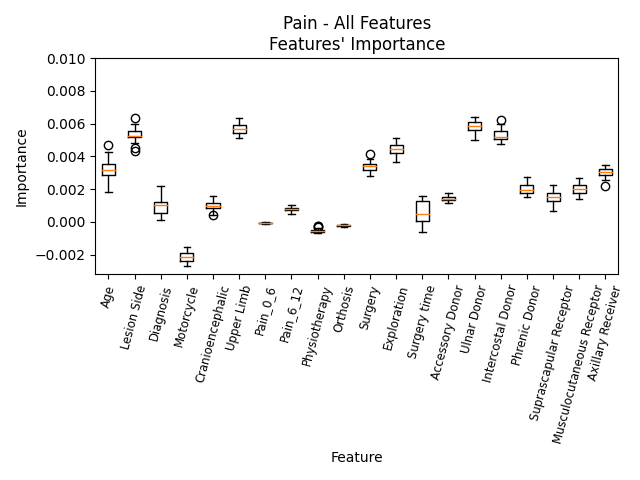 Pain - All Features
Features' Importance
Importance
0.010
0.008
0.006
0.004
0.002
0.000
−0.002
Age
Lesion Side
Diagnosis
Motorcycle
Cranioencephalic
Upper Limb
Pain_0_6
Pain_6_12
Physiotherapy
Orthosis
Surgery
Exploration
Surgery time
Accessory Donor
Ulnar Donor
Intercostal Donor
Phrenic Donor
Suprascapular Receptor
Musculocutaneous Receptor
Axillary Receiver
Feature